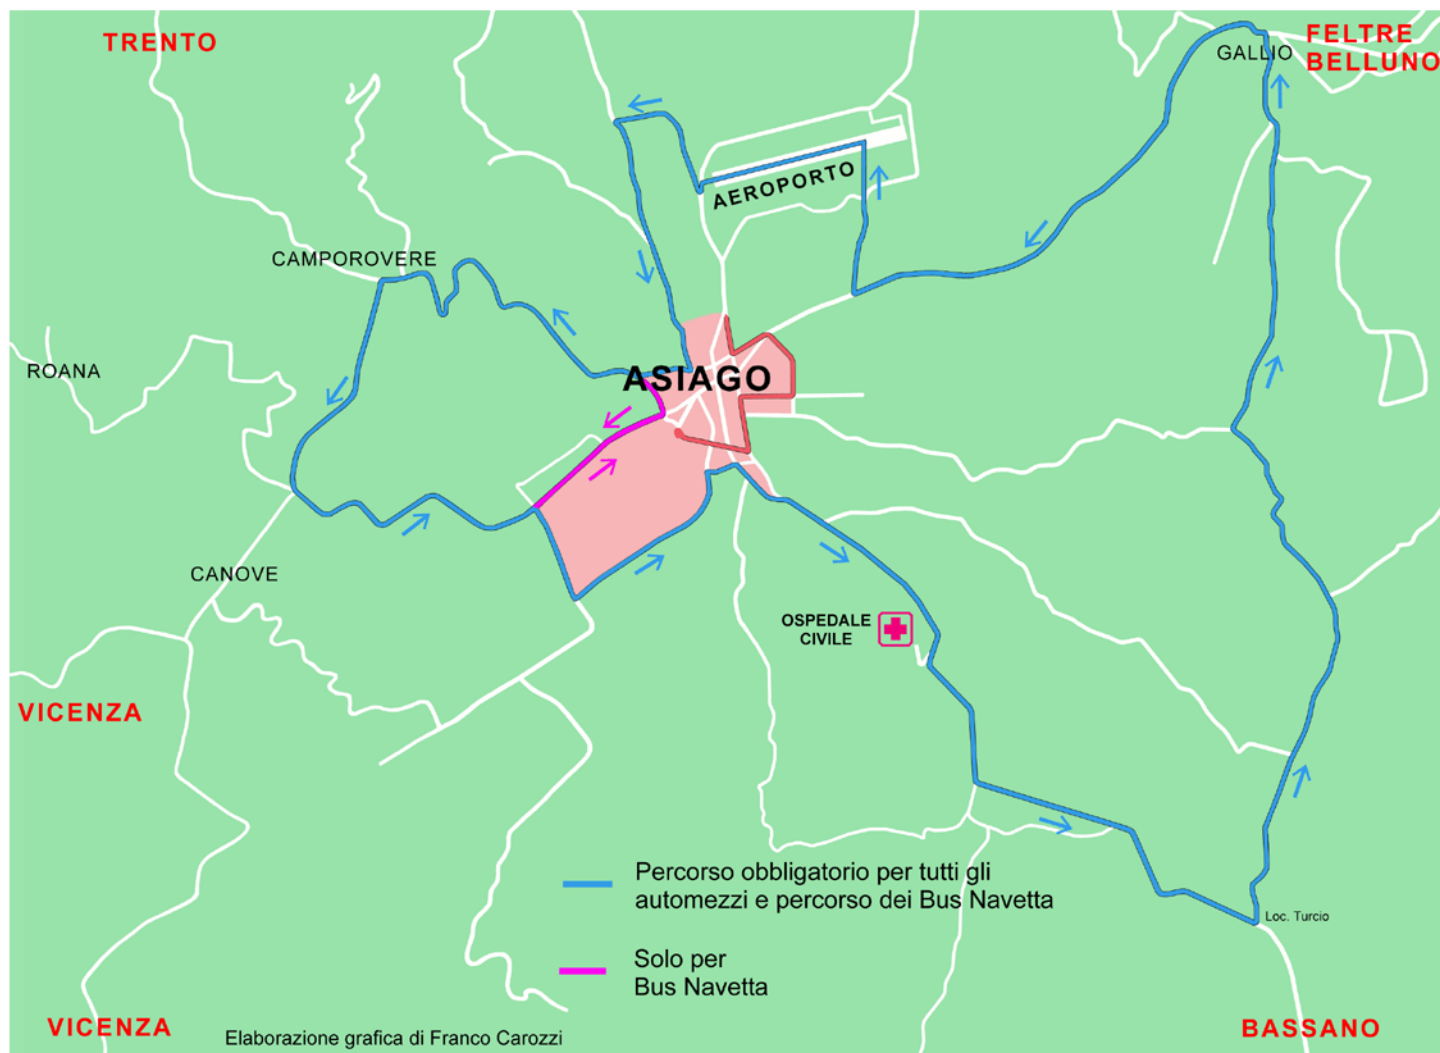 TRENTO
FELTRE
BELLUNO
GALLIO
AEROPORTO
CAMPOROVERE
ROANA
ASIAGO
CANOVE
OSPEDALE
CIVILE
VICENZA
Percorso obbligatorio per tutti gli
automezzi e percorso dei Bus Navetta
Loc. Turcio
Solo per
Bus Navetta
VICENZA
Elaborazione grafica di Franco Carozzi
BASSANO